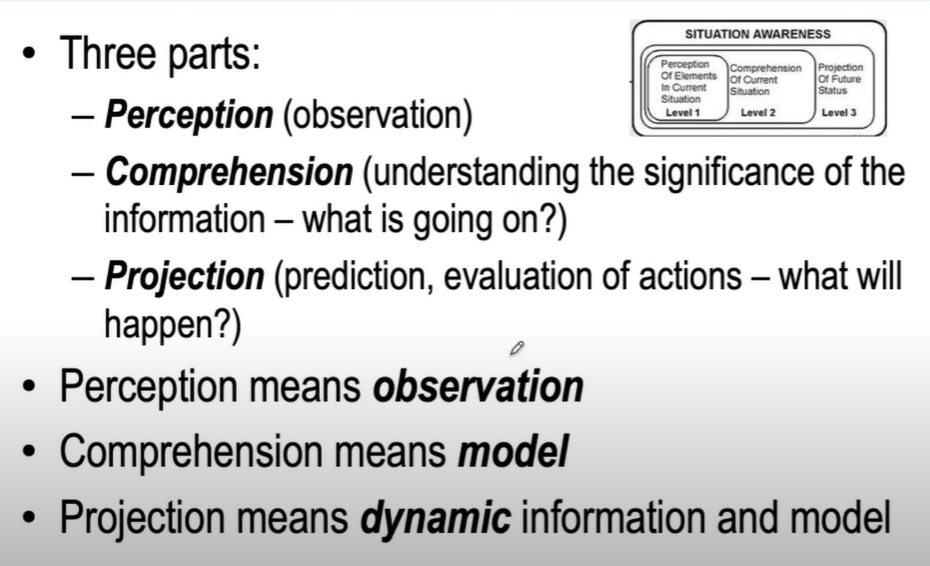 • Three parts:
– Perception (observation)
– Comprehension (understanding the significance of the
information – what is going on?)
– Projection (prediction, evaluation of actions – what will
happen?)
• Perception means observation
• Comprehension means model
• Projection means dynamic information and model
SITUATION AWARENESS
Perception
Of Elements
In Current
Situation
Level 1
Comprehension
Of Current
Situation
Level 2
Projection
Of Future
Status
Level 3